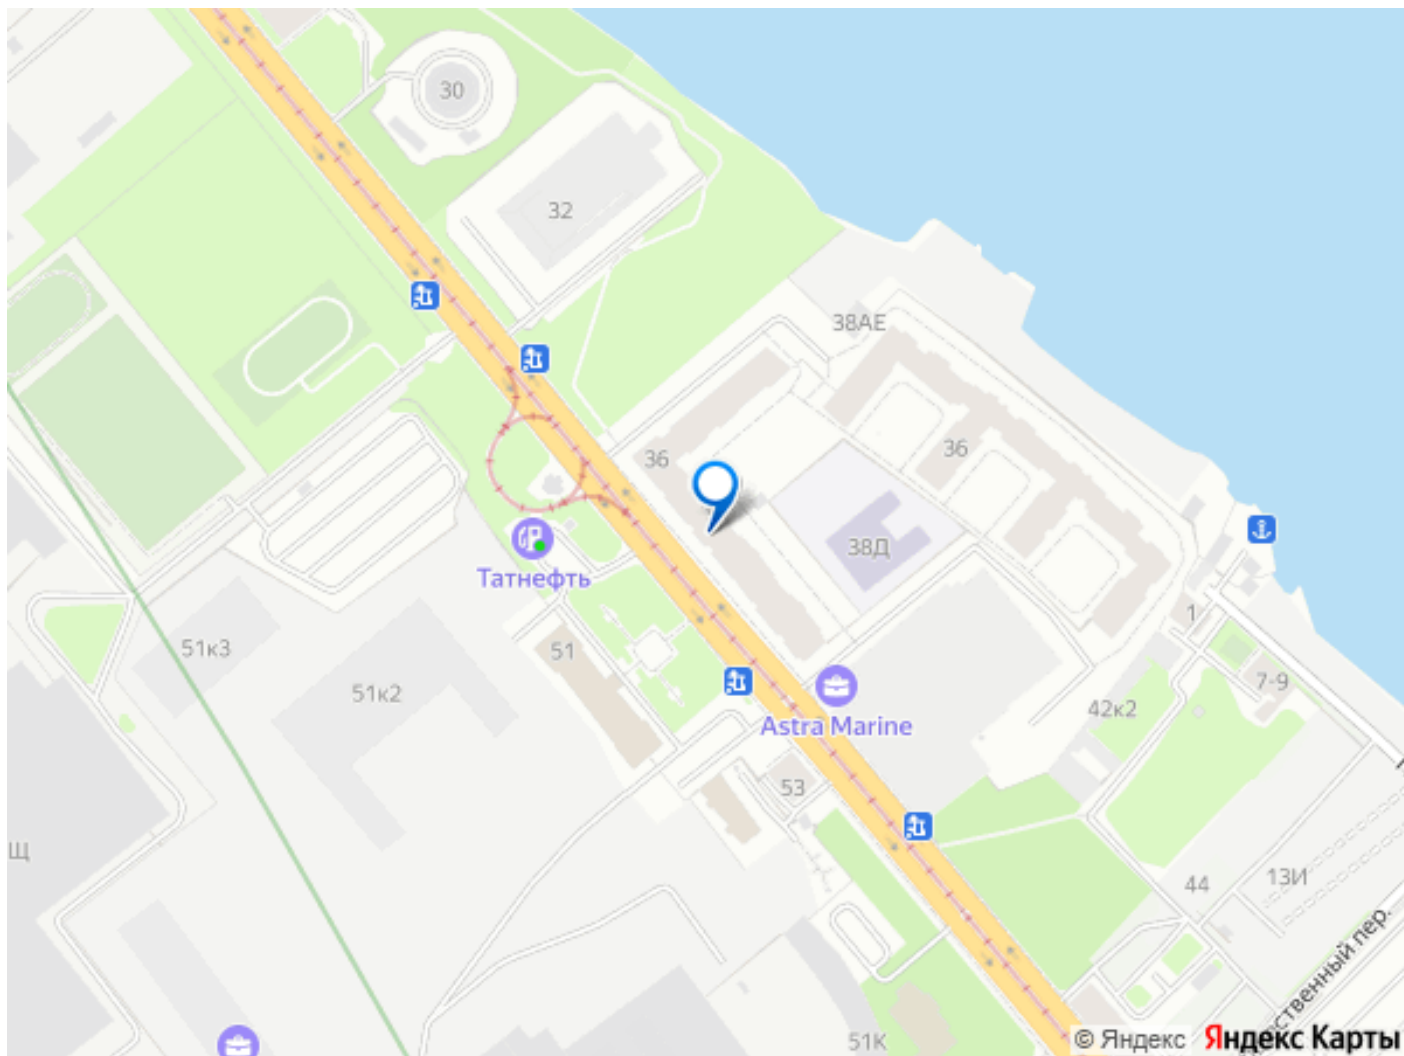 30
32
38АЕ
36
36
38Д
Татнефть
51
51к3
51к2
1
7-9
42к2
Astra Marine
53
Щ
44
13И
ственный пер.
51К
© Яндекс Яндекс Карты